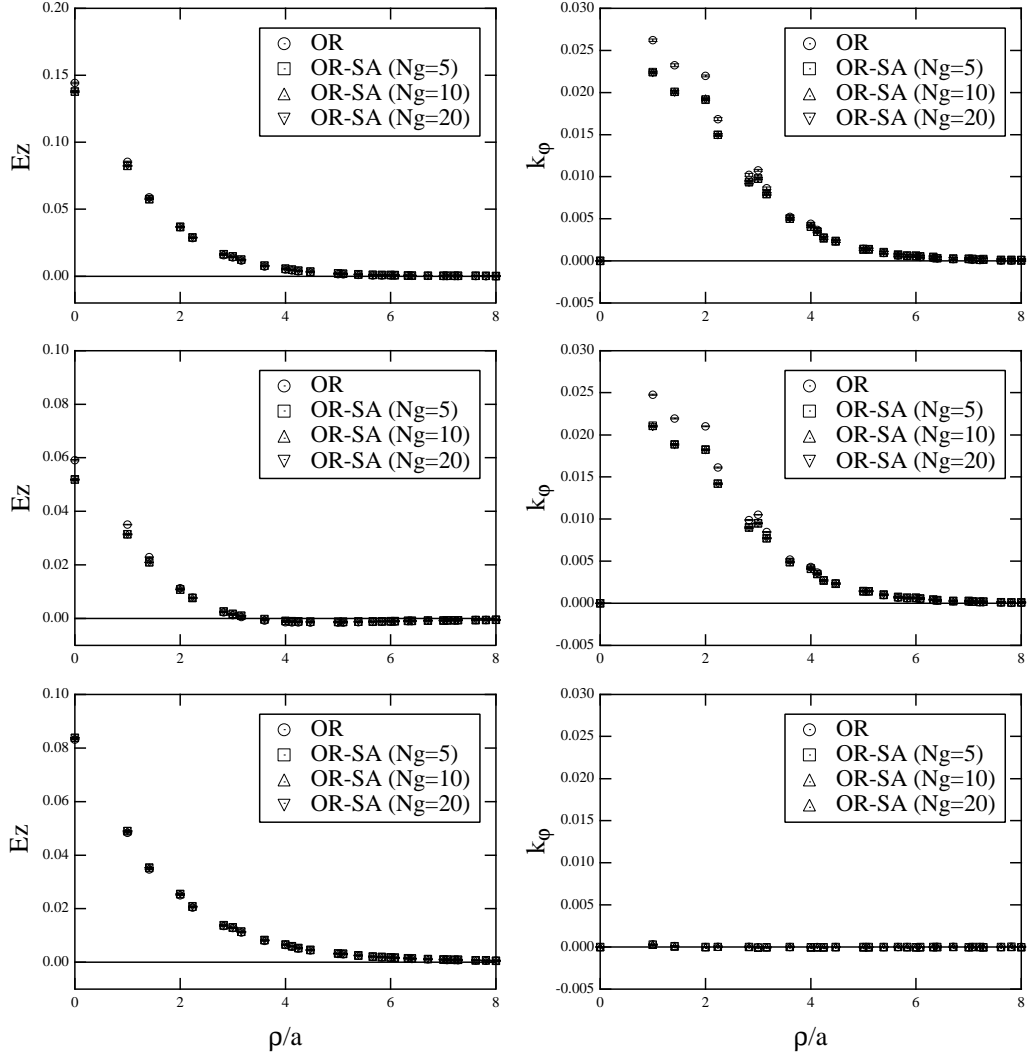 0.20
0.15
0.10
0.05
0.00
Ez
0 2 4 6 8
OR
OR-SA (Ng=5)
OR-SA (Ng=10)
OR-SA (Ng=20)
0.030
0.025
0.020
0.015
0.010
0.005
0.000
-0.005
kφ
0 2 4 6 8
OR
OR-SA (Ng=5)
OR-SA (Ng=10)
OR-SA (Ng=20)
0.10
0.08
0.06
0.04
0.02
0.00
Ez
0 2 4 6 8
OR
OR-SA (Ng=5)
OR-SA (Ng=10)
OR-SA (Ng=20)
0.030
0.025
0.020
0.015
0.010
0.005
0.000
-0.005
kφ
0 2 4 6 8
OR
OR-SA (Ng=5)
OR-SA (Ng=10)
OR-SA (Ng=20)
0.10
0.08
0.06
0.04
0.02
0.00
Ez
0 2 4 6 8
ρ/a
OR
OR-SA (Ng=5)
OR-SA (Ng=10)
OR-SA (Ng=20)
0.030
0.025
0.020
0.015
0.010
0.005
0.000
-0.005
kφ
0 2 4 6 8
ρ/a
OR
OR-SA (Ng=5)
OR-SA (Ng=10)
OR-SA (Ng=20)